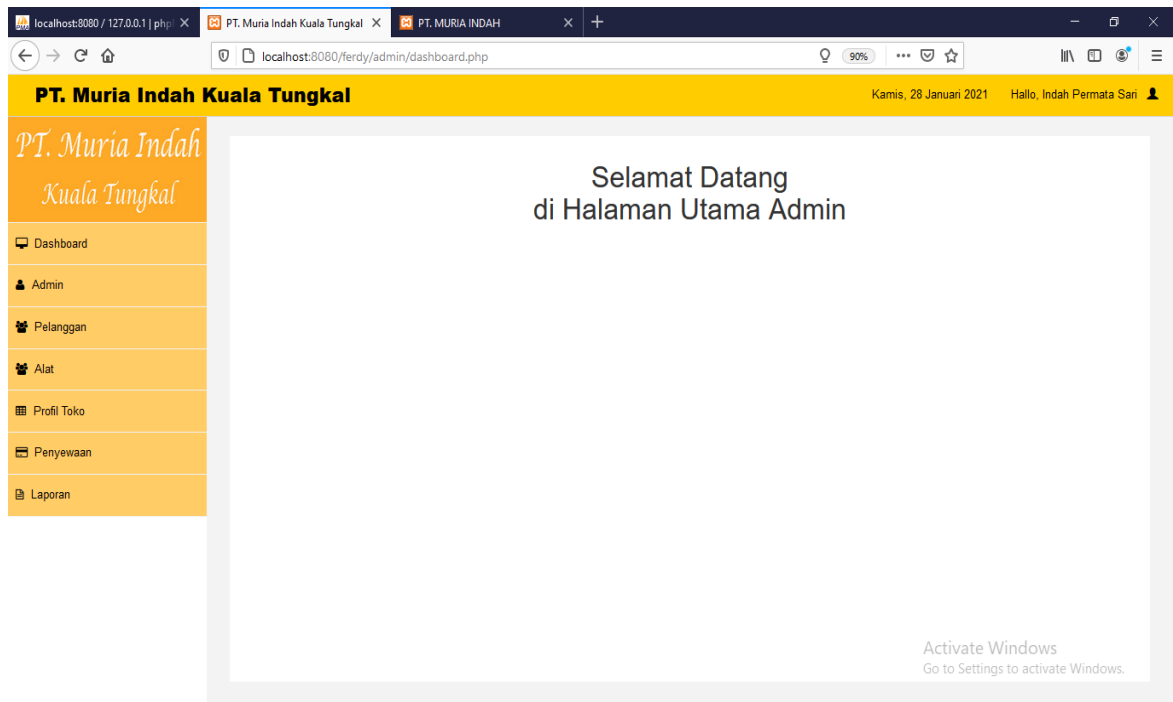 localhost:8080 / 127.0.0.1 | php
PT. Muria Indah Kuala Tungkal
PT. MURIA INDAH
localhost:8080/ferdy/admin/dashboard.php
90%
PT. Muria Indah Kuala Tungkal
Kamis, 28 Januari 2021
Hallo, Indah Permata Sari
PT. Muria Indah
Kuala Tungkal
Dashboard
Admin
Pelanggan
Alat
Profil Toko
Penyewaan
Laporan
Selamat Datang
di Halaman Utama Admin
Activate Windows
Go to Settings to activate Windows.